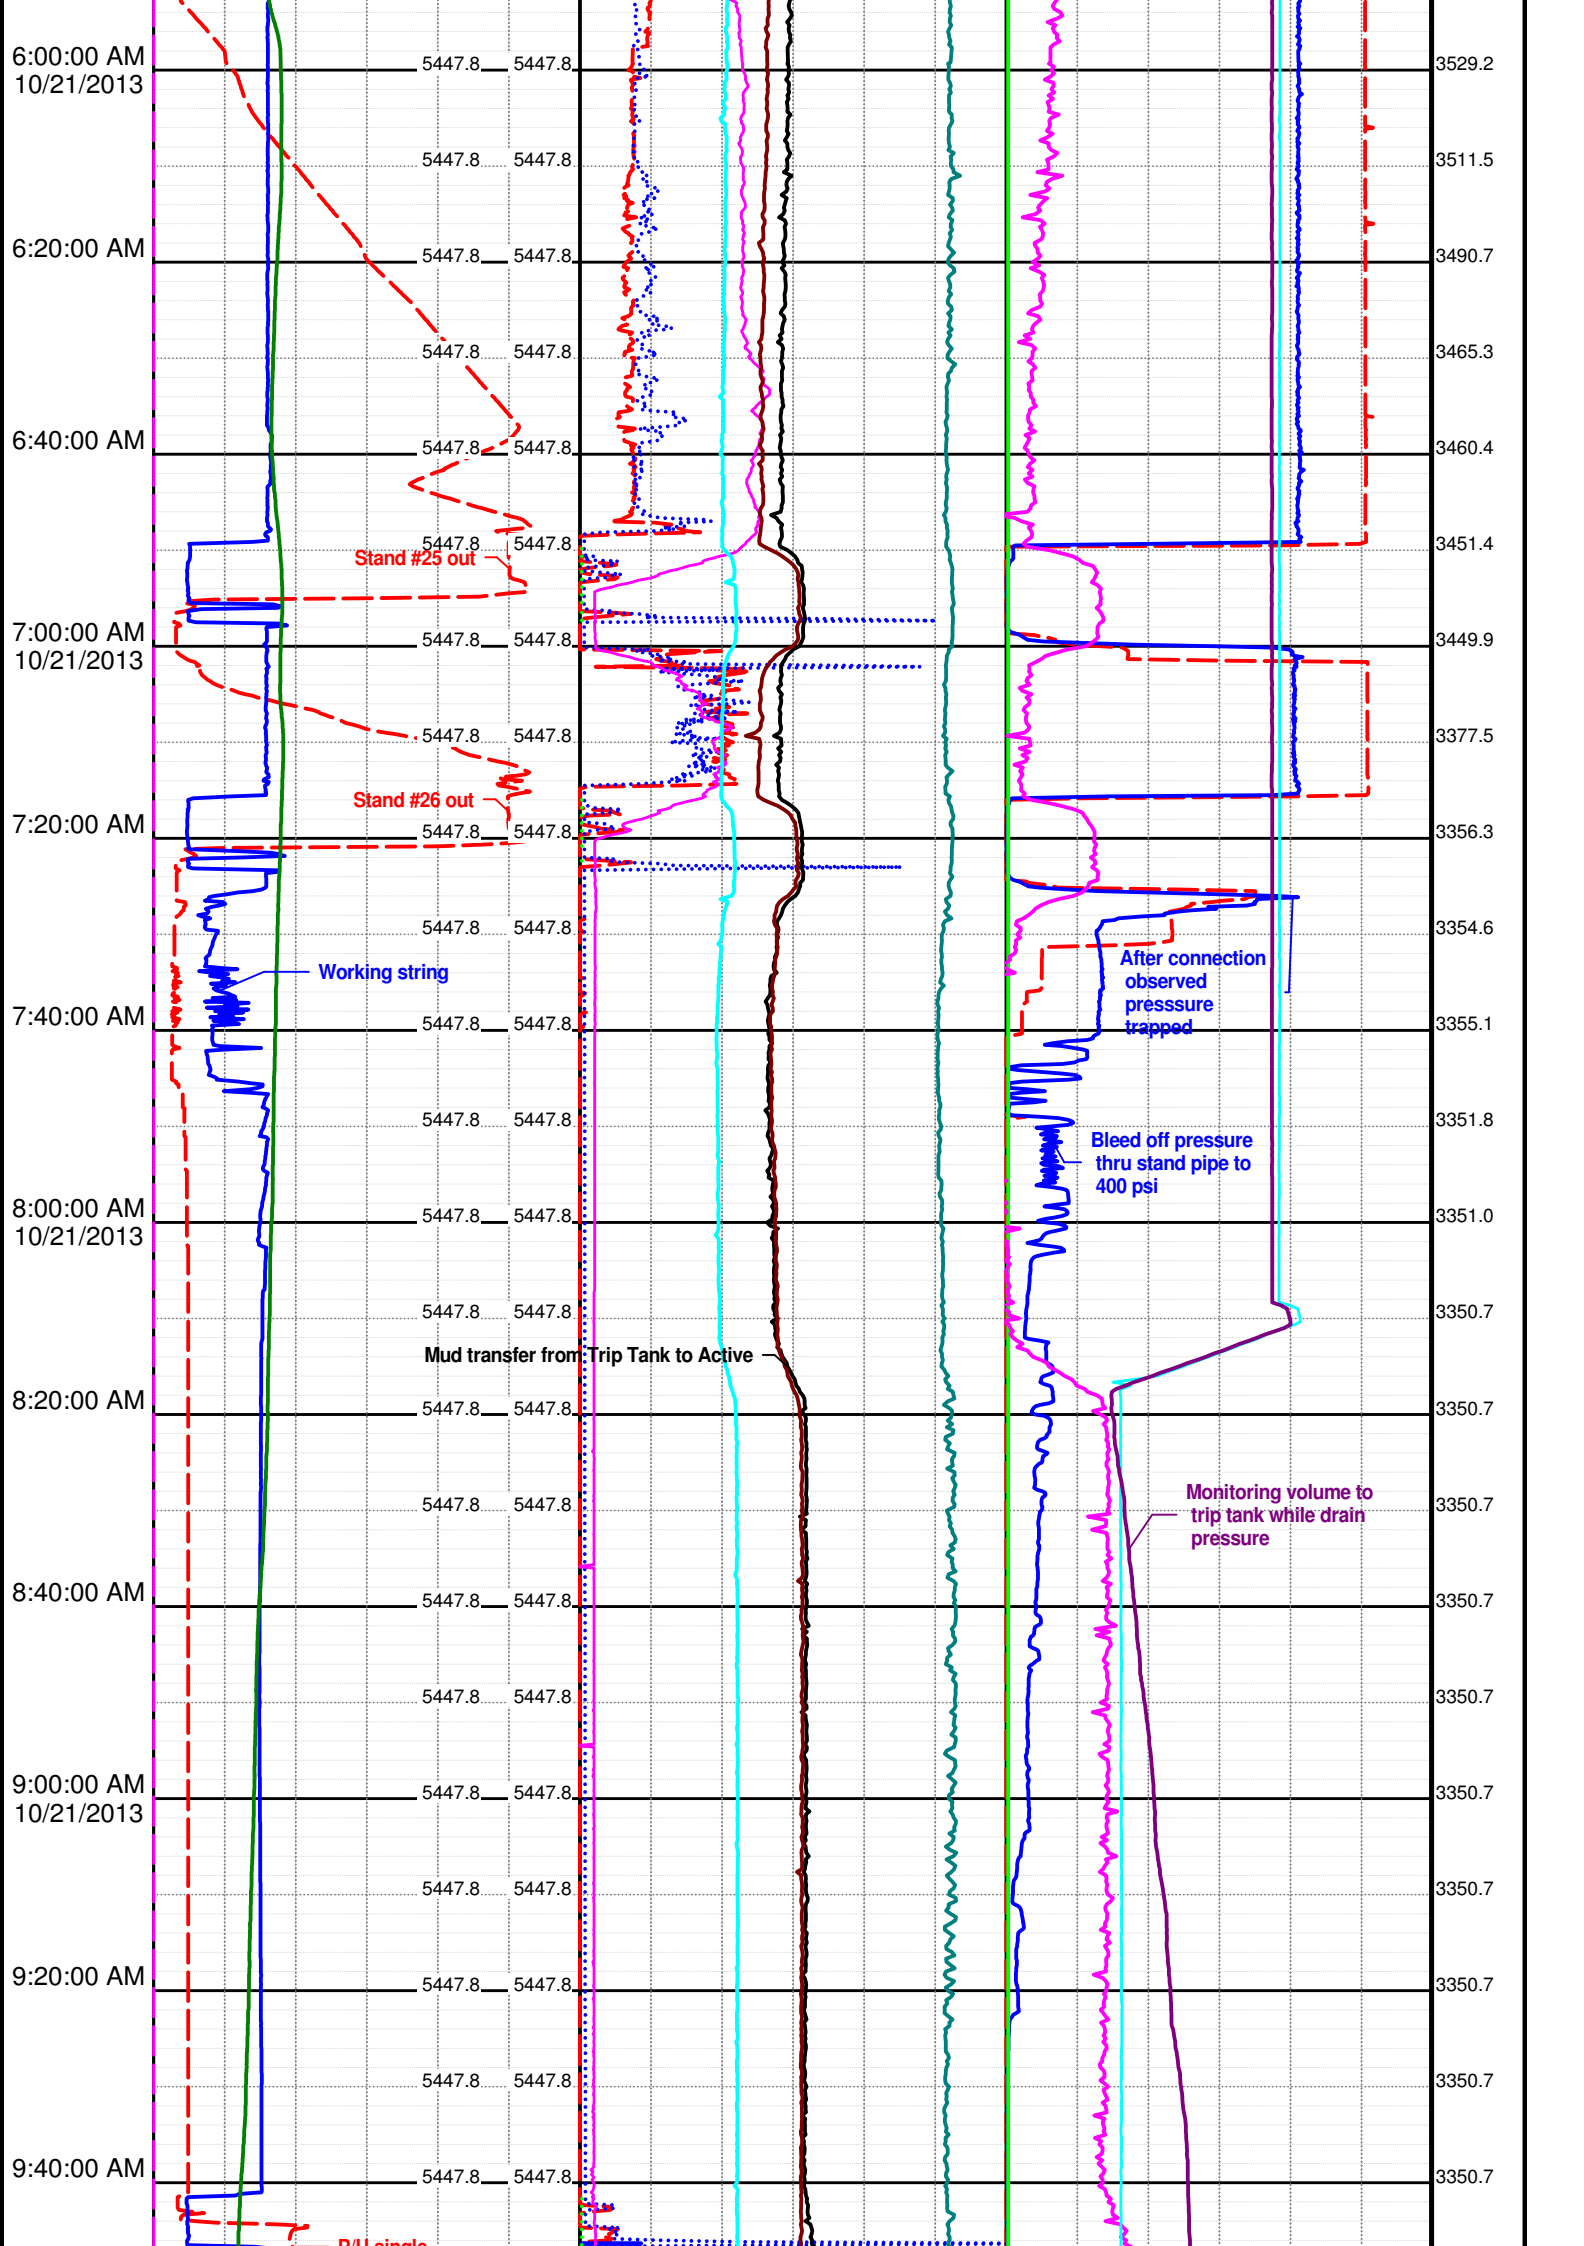 6:00:00 AM 5447.8 5447.8 3529.2
10/21/2013
5447.8 5447.8 3511.5
6:20:00 AM 5447.8 5447.8 3490.7
5447.8 5447.8 3465.3
6:40:00 AM 5447.8 5447.8 3460.4
5447.8 5447.8 3451.4
Stand #25 out
7:00:00 AM 5447.8 5447.8 3449.9
10/21/2013
5447.8 5447.8 3377.5
Stand #26 out
7:20:00 AM 5447.8 5447.8 3356.3
5447.8 5447.8 3354.6
Working string
After connection
observed
presssure
trapped
7:40:00 AM 5447.8 5447.8 3355.1
5447.8 5447.8 3351.8
Bleed off pressure
thru stand pipe to
400 psi
8:00:00 AM 5447.8 5447.8 3351.0
10/21/2013
5447.8 5447.8 3350.7
Mud transfer from Trip Tank to Active
8:20:00 AM 5447.8 5447.8 3350.7
5447.8 5447.8 3350.7
Monitoring volume to
trip tank while drain
pressure
8:40:00 AM 5447.8 5447.8 3350.7
5447.8 5447.8 3350.7
9:00:00 AM 5447.8 5447.8 3350.7
10/21/2013
5447.8 5447.8 3350.7
9:20:00 AM 5447.8 5447.8 3350.7
5447.8 5447.8 3350.7
9:40:00 AM 5447.8 5447.8 3350.7
single